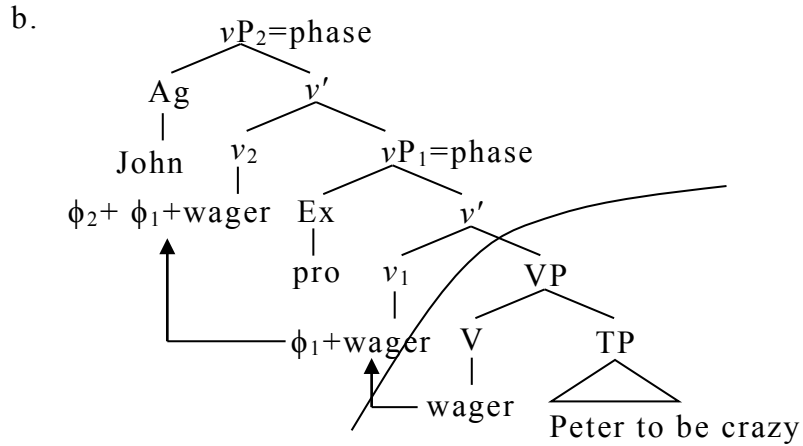 b.
vP₂=phase
Ag v′
John v₂ vP₁=phase
ϕ₂+ ϕ₁+wager Ex v′
pro v₁ VP
ϕ₁+wager V TP
wager Peter to be crazy